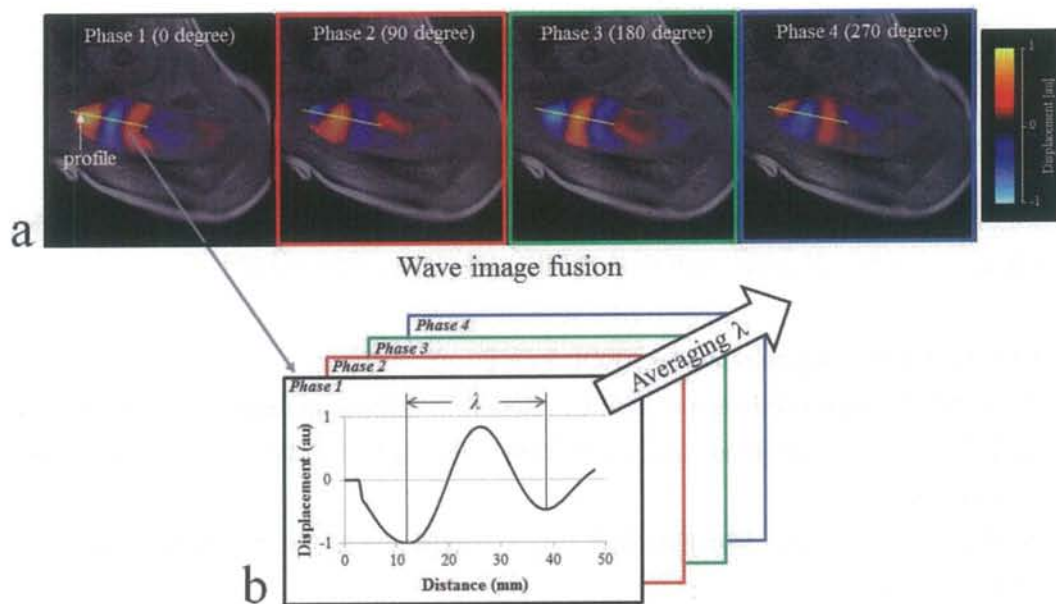 Phase 1 (0 degree)
Phase 2 (90 degree)
Phase 3 (180 degree)
Phase 4 (270 degree)
1
0
-1
Displacement [au]
profile
a
Wave image fusion
Averaging λ
Phase 4
Phase 3
Phase 2
Phase 1
λ
1
0
-1
Displacement (au)
0 10 20 30 40 50
Distance (mm)
b